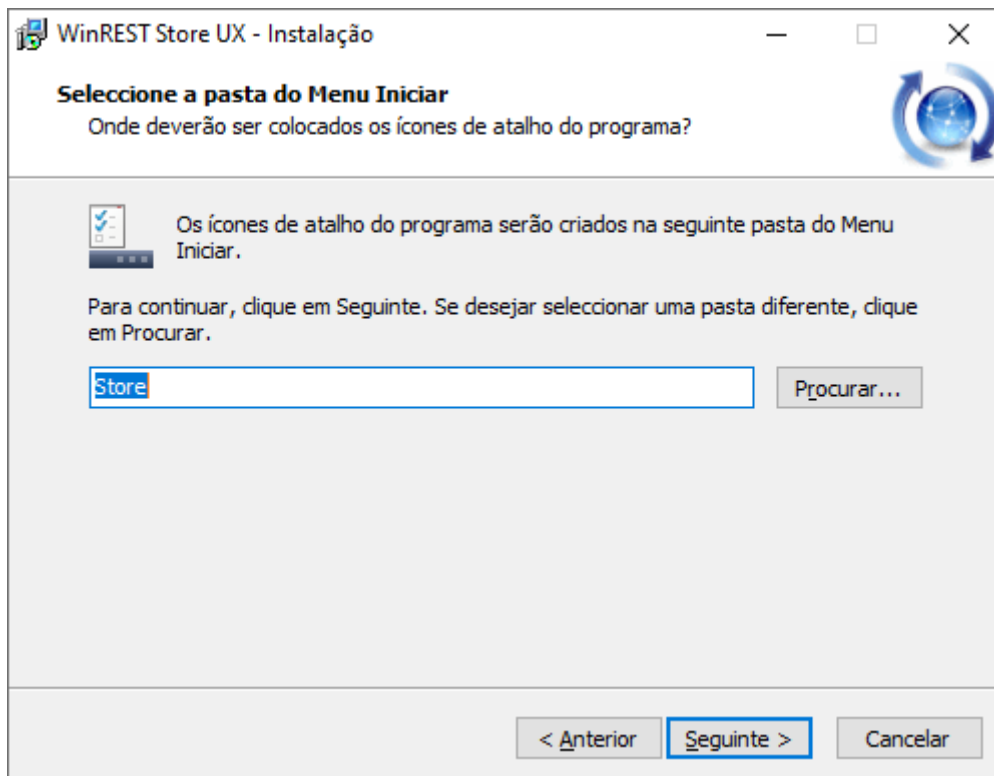 WinREST Store UX - Instalação
Seleccione a pasta do Menu Iniciar
Onde deverão ser colocados os ícones de atalho do programa?
Os ícones de atalho do programa serão criados na seguinte pasta do Menu
Iniciar.
Para continuar, clique em Seguinte. Se desejar seleccionar uma pasta diferente, clique
em Procurar.
Store
Procurar...
< Anterior
Seguinte >
Cancelar